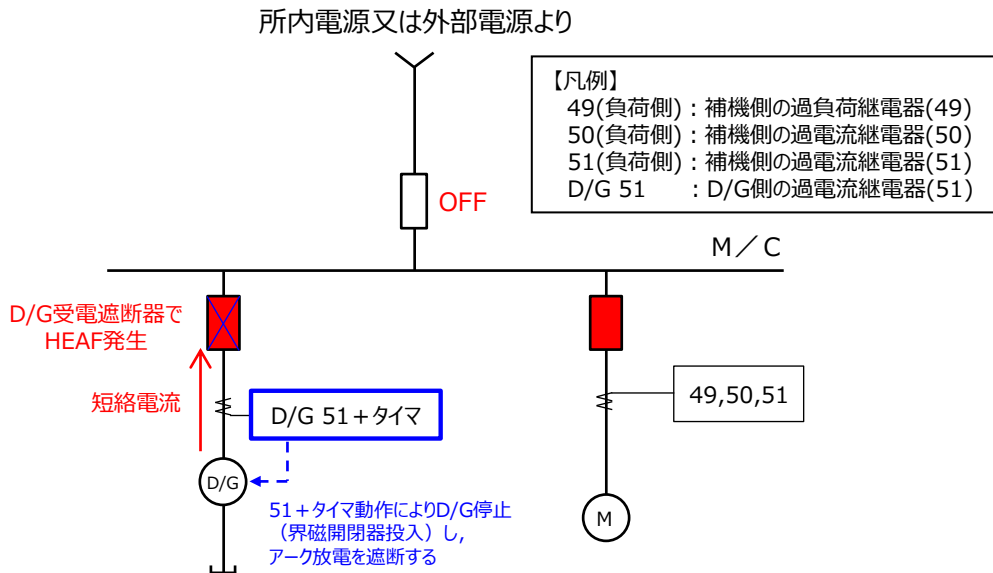 所内電源又は外部電源より
【凡例】
49(負荷側)：補機側の過負荷継電器(49)
50(負荷側)：補機側の過電流継電器(50)
51(負荷側)：補機側の過電流継電器(51)
D/G 51　：D/G側の過電流継電器(51)
OFF
M／C
D/G受電遮断器で
HEAF発生
短絡電流
D/G 51＋タイマ
49,50,51
D/G
51＋タイマ動作によりD/G停止
（界磁開閉器投入）し，
アーク放電を遮断する
M